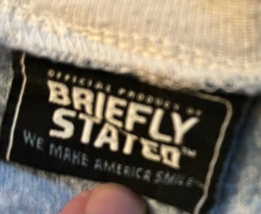 OFFICIAL PRODUCT OF
BRIEFLY
STATED™
WE MAKE AMERICA SMILE